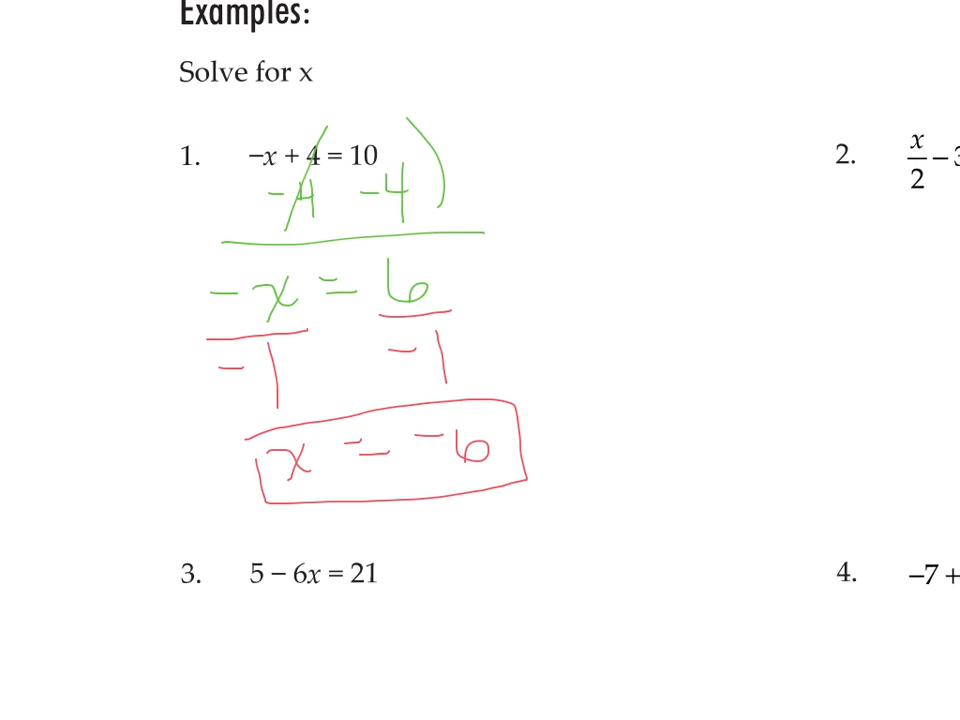 Examples:
Solve for x
1. −x + 4 = 10
−4 −4
−x = 6
−1 −1
x = −6
2. x/2 − 3
3. 5 − 6x = 21
4. −7 +